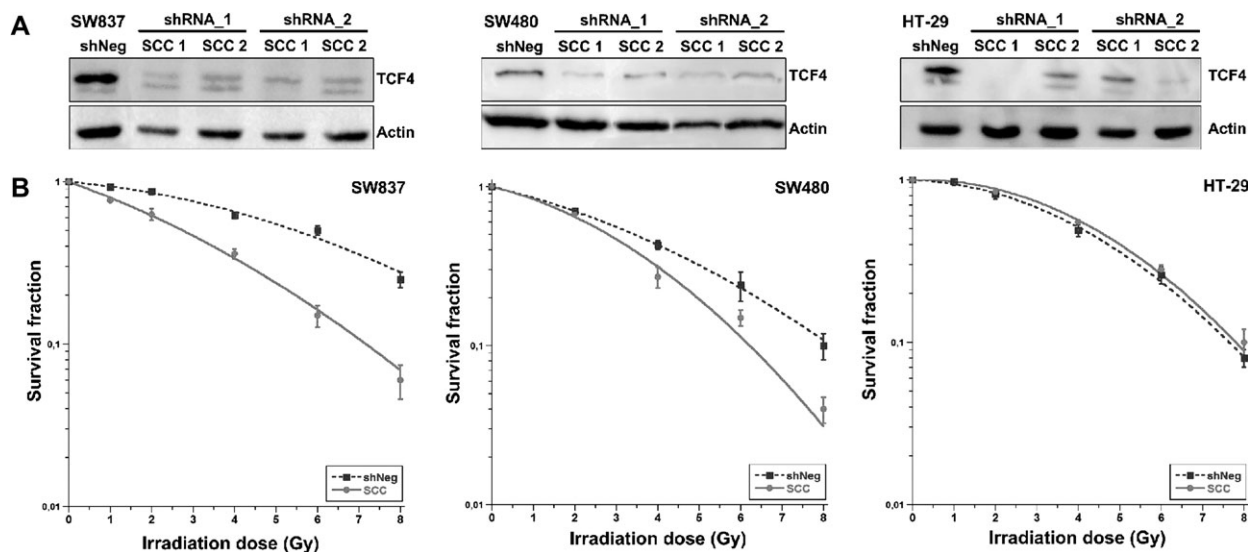 A
SW837 shRNA_1 shRNA_2
shNeg SCC 1 SCC 2 SCC 1 SCC 2
TCF4
Actin
SW480 shRNA_1 shRNA_2
shNeg SCC 1 SCC 2 SCC 1 SCC 2
TCF4
Actin
HT-29 shRNA_1 shRNA_2
shNeg SCC 1 SCC 2 SCC 1 SCC 2
TCF4
Actin
B
SW837
Survival fraction
1
0,1
0,01
shNeg
SCC
0 1 2 3 4 5 6 7 8
Irradiation dose (Gy)
SW480
Survival fraction
1
0,1
0,01
shNeg
SCC
0 1 2 3 4 5 6 7 8
Irradiation dose (Gy)
HT-29
Survival fraction
1
0,1
0,01
shNeg
SCC
0 1 2 3 4 5 6 7 8
Irradiation dose (Gy)